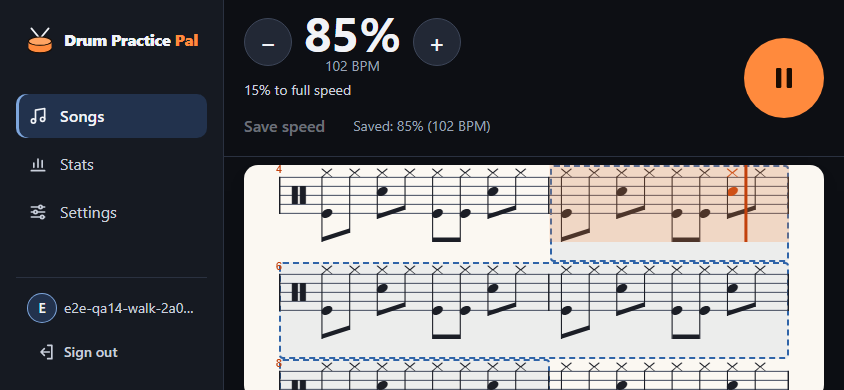 Drum Practice Pal
Songs
Stats
Settings
E
e2e-qa14-walk-2a0...
Sign out
− 85% +
102 BPM
15% to full speed
Save speed
Saved: 85% (102 BPM)
4
6
8